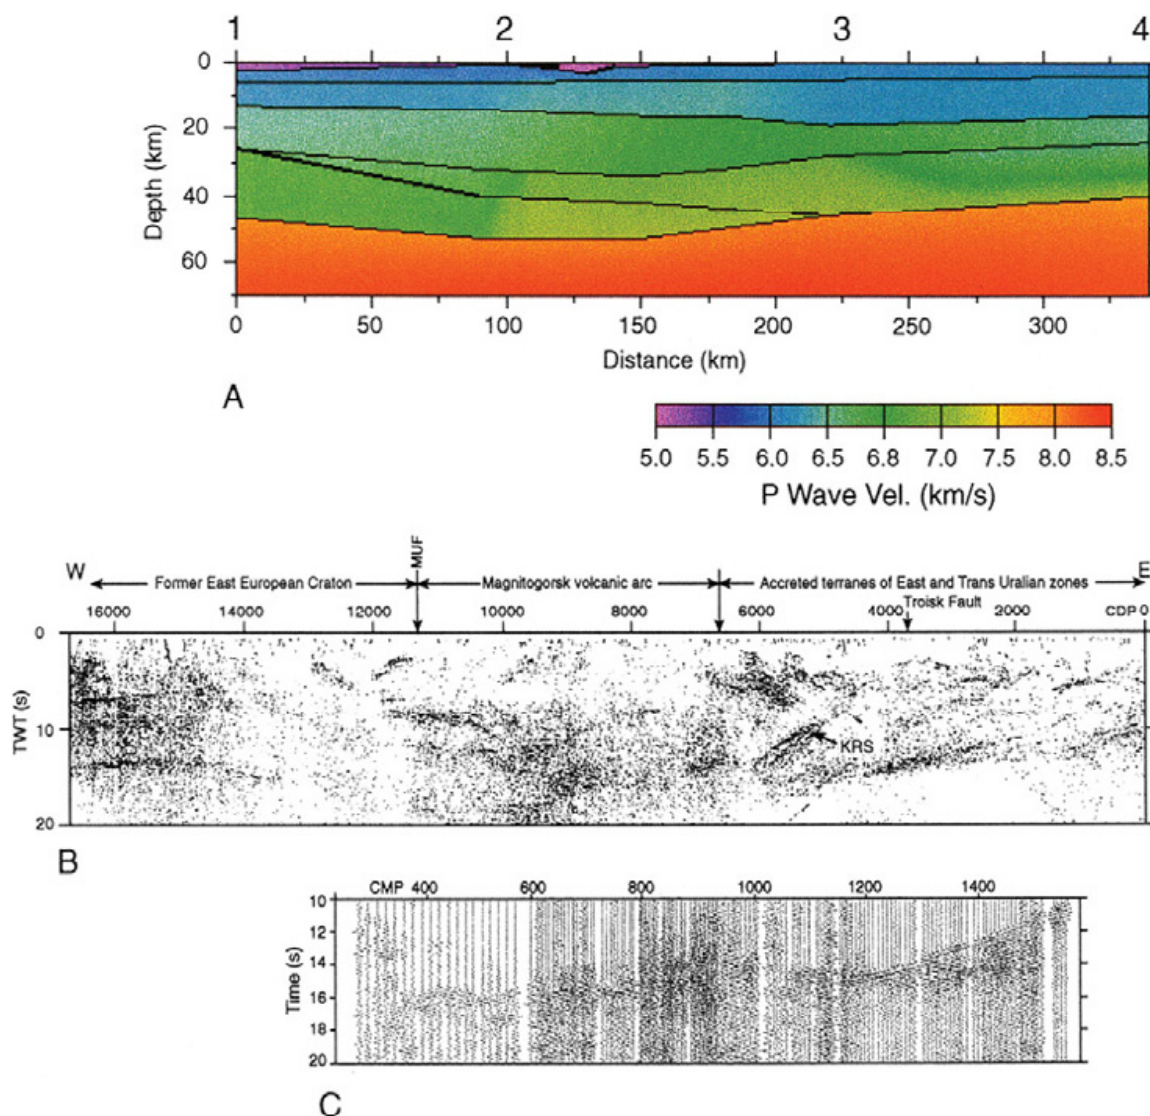 1 2 3 4
0
20
40
60
Depth (km)
0 50 100 150 200 250 300
Distance (km)
A
5.0 5.5 6.0 6.5 6.8 7.0 7.5 8.0 8.5
P Wave Vel. (km/s)
MUF
W E
Former East European Craton Magnitogorsk volcanic arc Accreted terranes of East and Trans Uralian zones
Troisk Fault
16000 14000 12000 10000 8000 6000 4000 2000 CDP 0
0
10
20
TWT (s)
KRS
B
CMP 400 600 800 1000 1200 1400
10
12
14
16
18
20
Time (s)
C